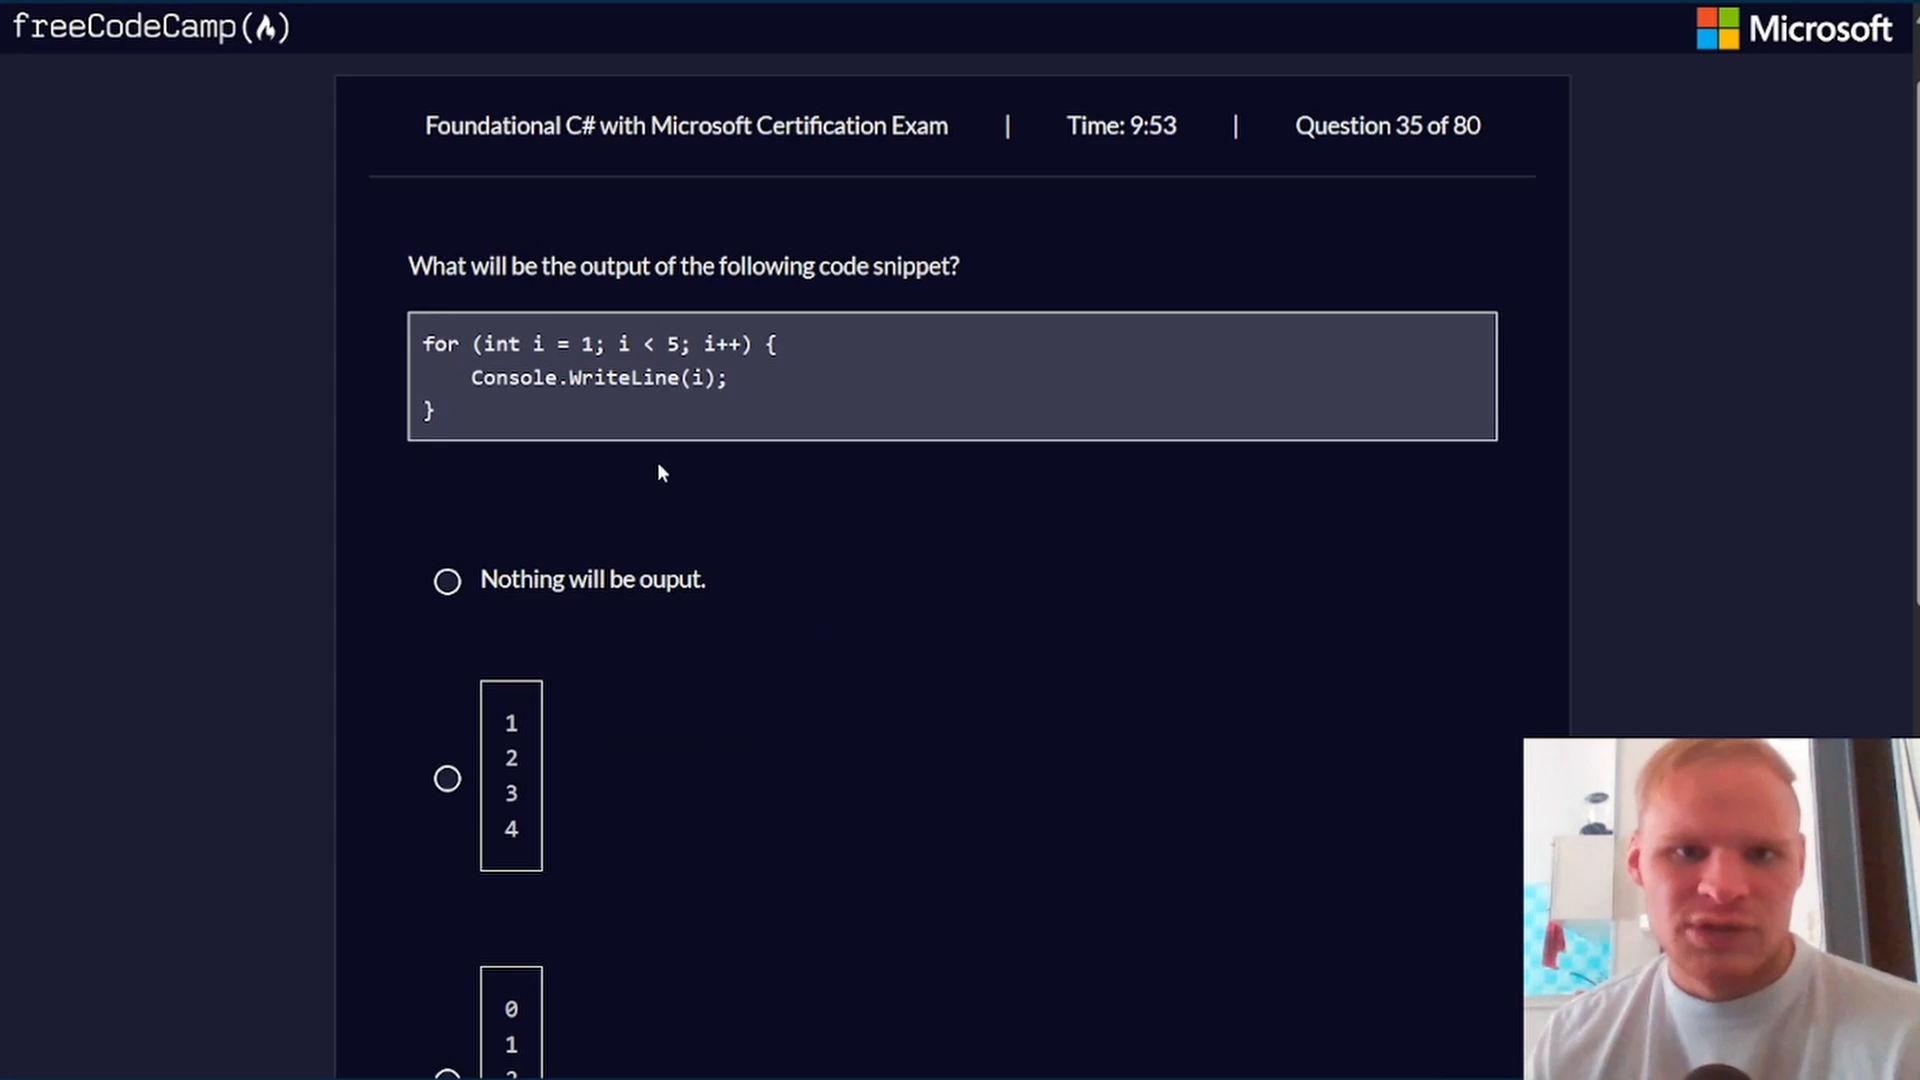 freeCodeCamp(🔥)
Microsoft
Foundational C# with Microsoft Certification Exam | Time: 9:53 | Question 35 of 80
What will be the output of the following code snippet?
for (int i = 1; i < 5; i++) {
    Console.WriteLine(i);
}
Nothing will be ouput.
1
2
3
4
0
1